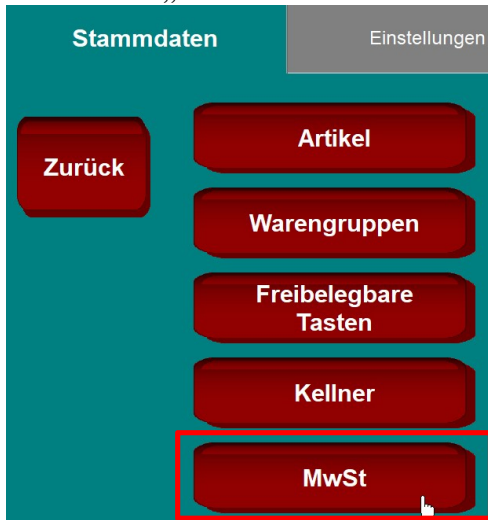 Stammdaten
Einstellungen
Zurück
Artikel
Warengruppen
Freibelegbare
Tasten
Kellner
MwSt